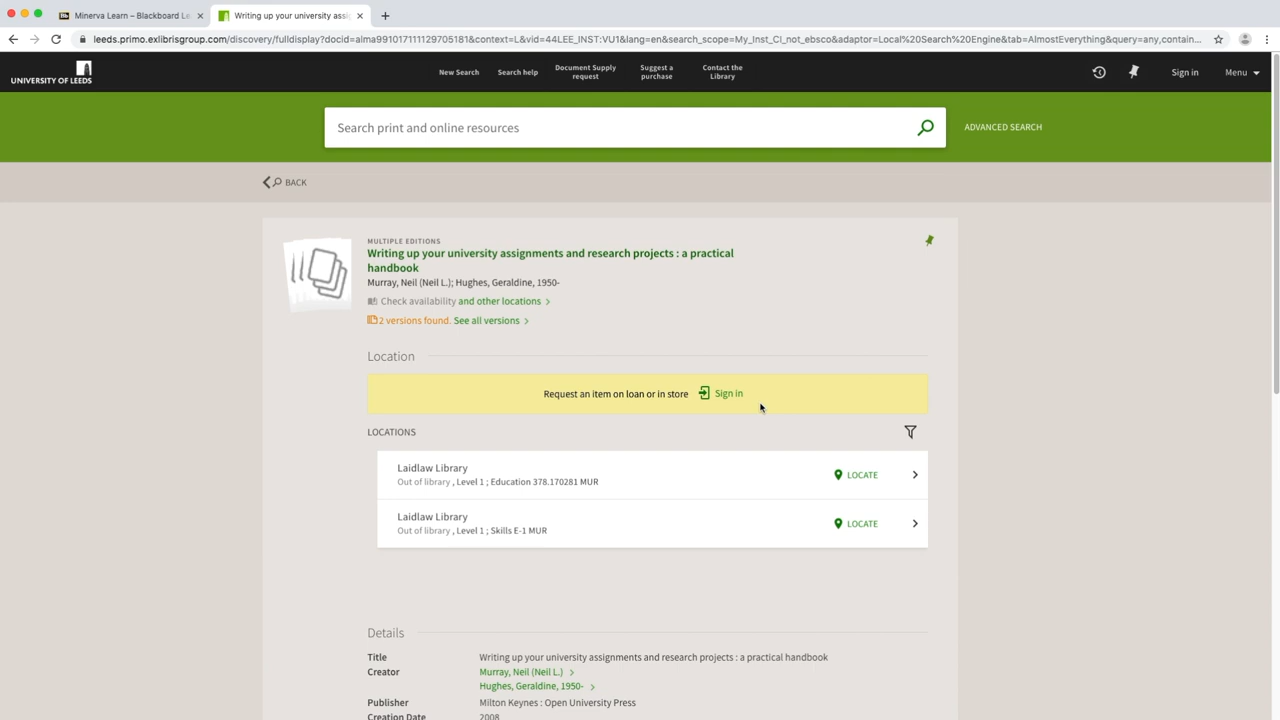 Minerva Learn – Blackboard Le
Writing up your university assig
leeds.primo.exlibrisgroup.com/discovery/fulldisplay?docid=alma991017111129705181&context=L&vid=44LEE_INST:VU1&lang=en&search_scope=My_Inst_CI_not_ebsco&adaptor=Local%20Search%20Engine&tab=AlmostEverything&query=any,contain...
UNIVERSITY OF LEEDS
New Search
Search help
Document Supply
request
Suggest a
purchase
Contact the
Library
Sign in
Menu
Search print and online resources
ADVANCED SEARCH
BACK
MULTIPLE EDITIONS
Writing up your university assignments and research projects : a practical
handbook
Murray, Neil (Neil L.); Hughes, Geraldine, 1950-
Check availability and other locations
2 versions found. See all versions
Location
Request an item on loan or in store Sign in
LOCATIONS
Laidlaw Library
Out of library , Level 1 ; Education 378.170281 MUR
LOCATE
Laidlaw Library
Out of library , Level 1 ; Skills E-1 MUR
LOCATE
Details
Title Writing up your university assignments and research projects : a practical handbook
Creator Murray, Neil (Neil L.)
Hughes, Geraldine, 1950-
Publisher Milton Keynes : Open University Press
Creation Date 2008